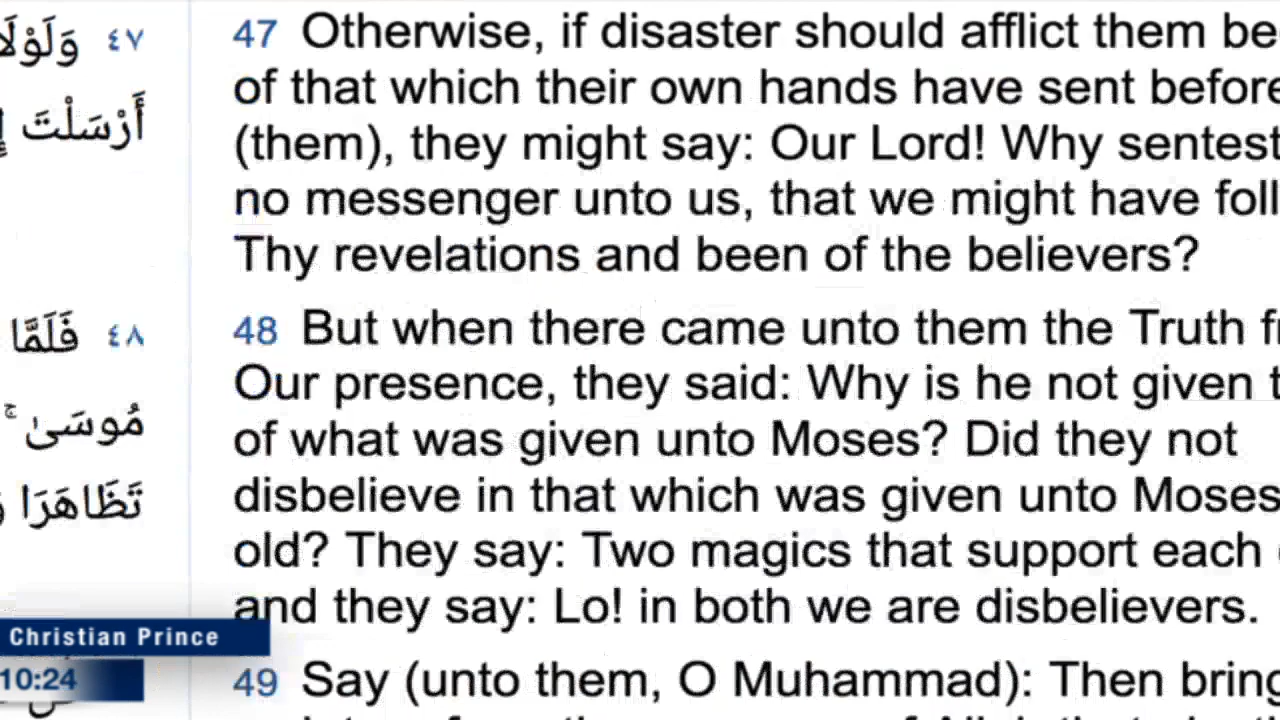 47 Otherwise, if disaster should afflict them be
of that which their own hands have sent before
(them), they might say: Our Lord! Why sentest
no messenger unto us, that we might have foll
Thy revelations and been of the believers?
48 But when there came unto them the Truth f
Our presence, they said: Why is he not given t
of what was given unto Moses? Did they not
disbelieve in that which was given unto Moses
old? They say: Two magics that support each
and they say: Lo! in both we are disbelievers.
49 Say (unto them, O Muhammad): Then bring
٤٧ وَلَوْلَا
أَرْسَلْتَ
٤٨ فَلَمَّا
مُوسَىٰ ۚ
تَظَاهَرَا
Christian Prince
10:24